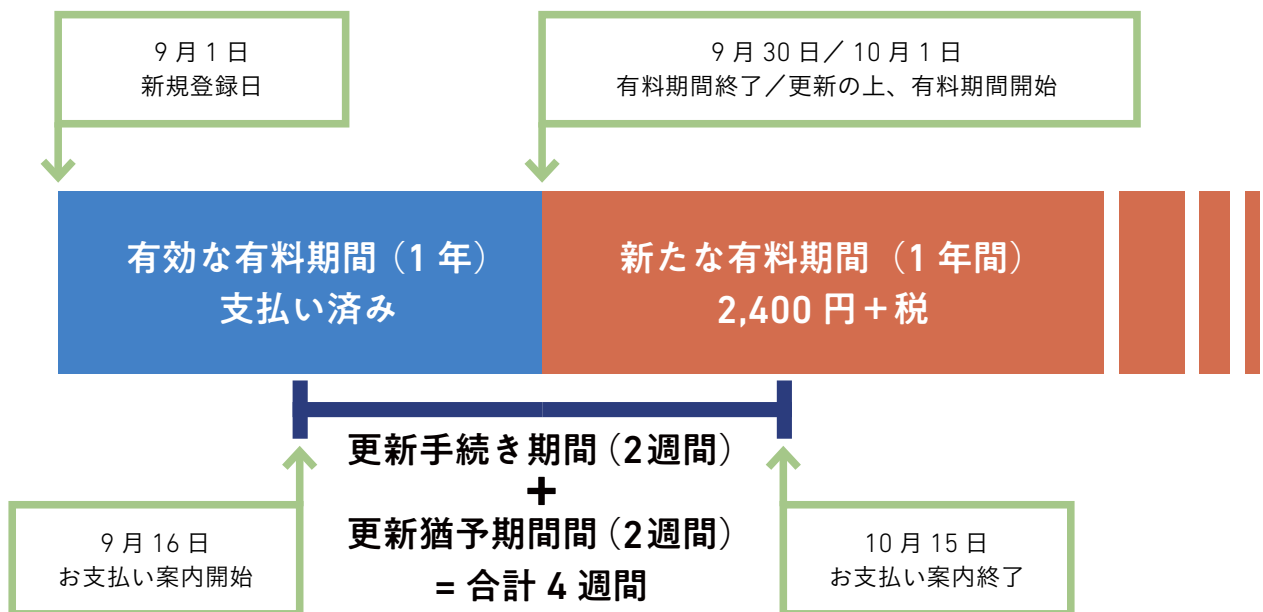 9月1日
新規登録日
9月30日／10月1日
有料期間終了／更新の上、有料期間開始
有効な有料期間（1年）
支払い済み
新たな有料期間（1年間）
2,400円＋税
更新手続き期間（2週間）
＋
更新猶予期間間（2週間）
= 合計4週間
9月16日
お支払い案内開始
10月15日
お支払い案内終了